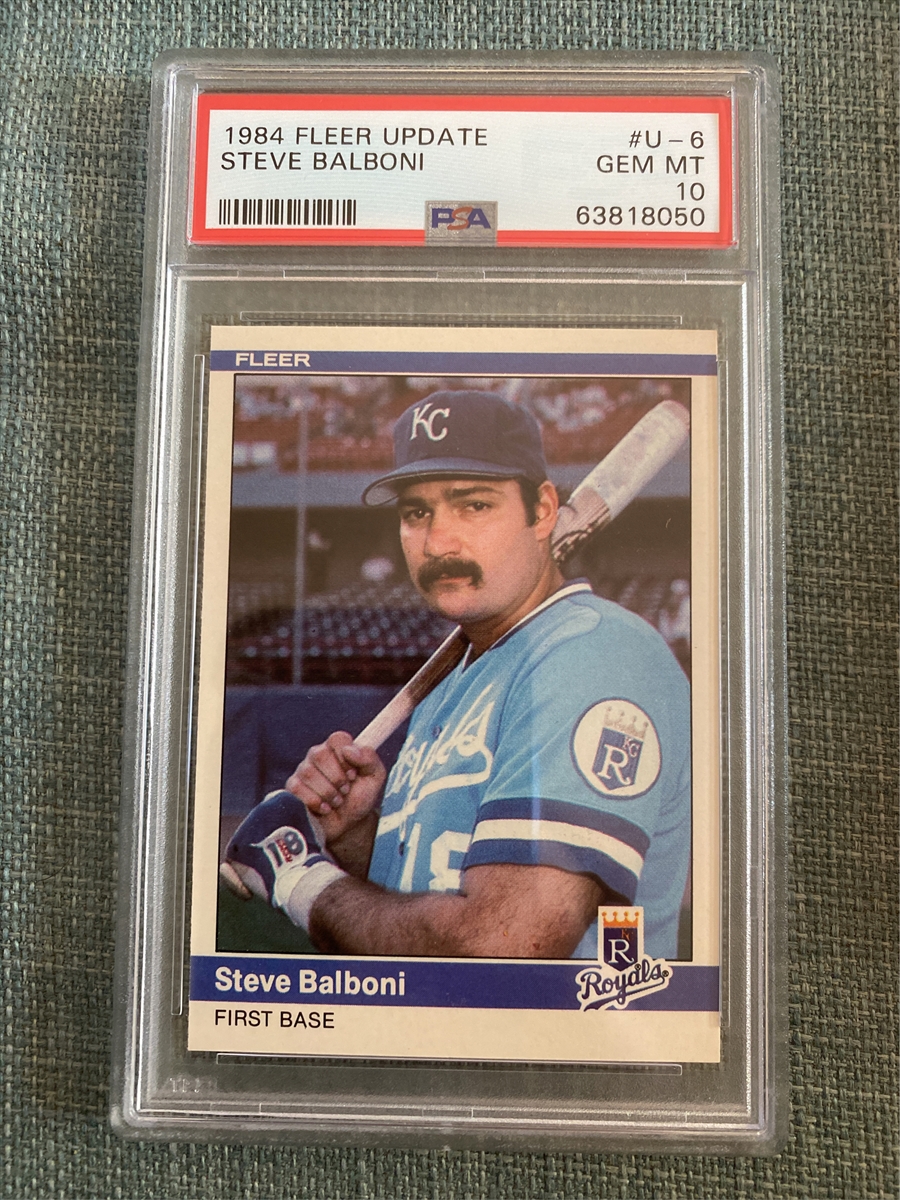 1984 FLEER UPDATE #U-6
STEVE BALBONI GEM MT
10
PSA 63818050
FLEER
KC
Royals
18
KC
R
R
Royals
Steve Balboni
FIRST BASE